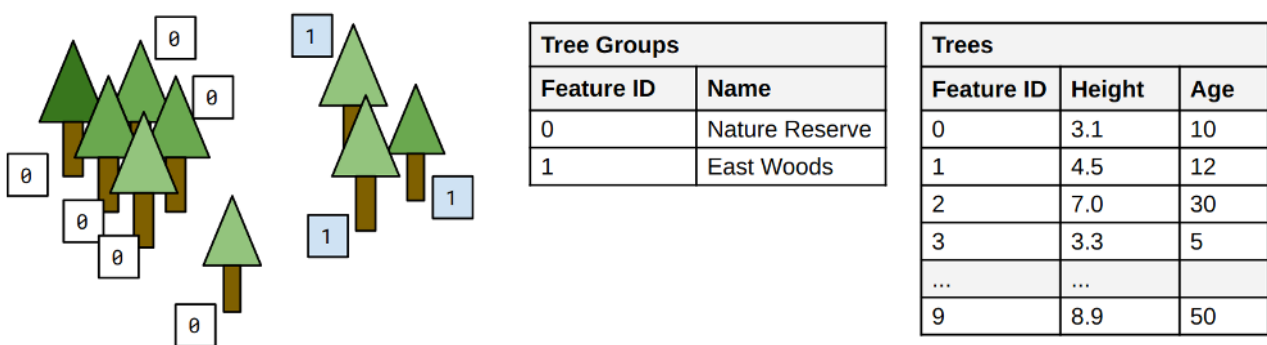 0
0
0
0
0
0
1
1
1
Tree Groups
Feature ID Name
0 Nature Reserve
1 East Woods
Trees
Feature ID Height Age
0 3.1 10
1 4.5 12
2 7.0 30
3 3.3 5
... ...
9 8.9 50